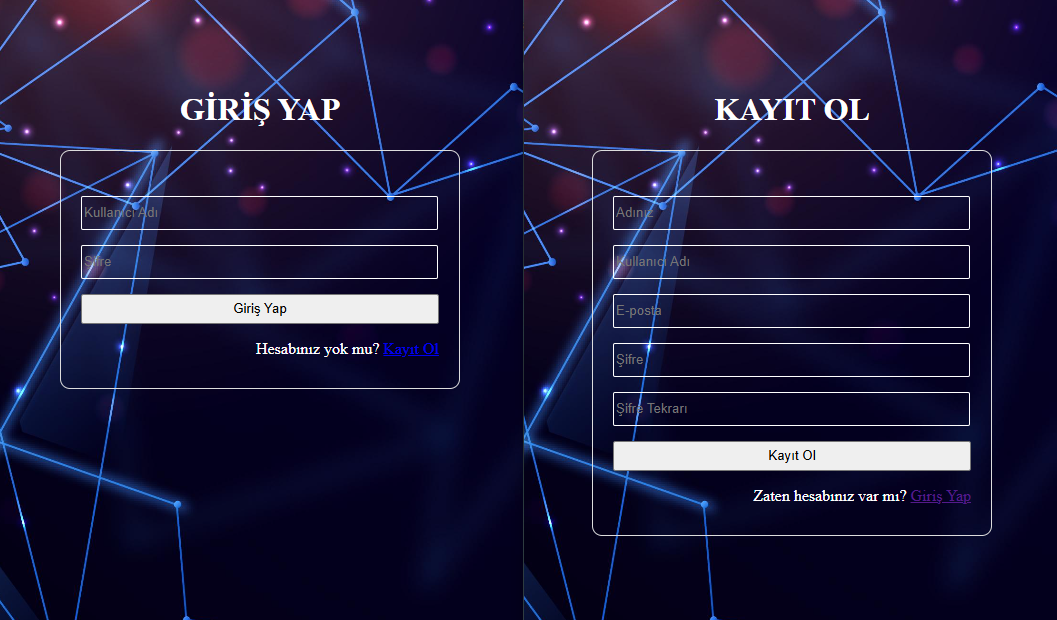 GİRİŞ YAP
Kullanıcı Adı
Şifre
Giriş Yap
Hesabınız yok mu? Kayıt Ol
KAYIT OL
Adınız
Kullanıcı Adı
E-posta
Şifre
Şifre Tekrarı
Kayıt Ol
Zaten hesabınız var mı? Giriş Yap